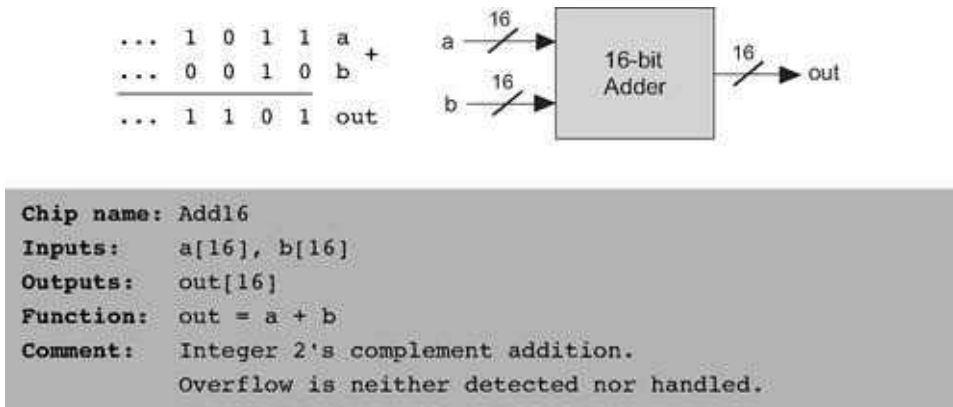 ... 1 0 1 1 a
+
... 0 0 1 0 b
... 1 1 0 1 out
a
16
b
16
16-bit
Adder
16
out
Chip name: Add16
Inputs: a[16], b[16]
Outputs: out[16]
Function: out = a + b
Comment: Integer 2's complement addition.
Overflow is neither detected nor handled.